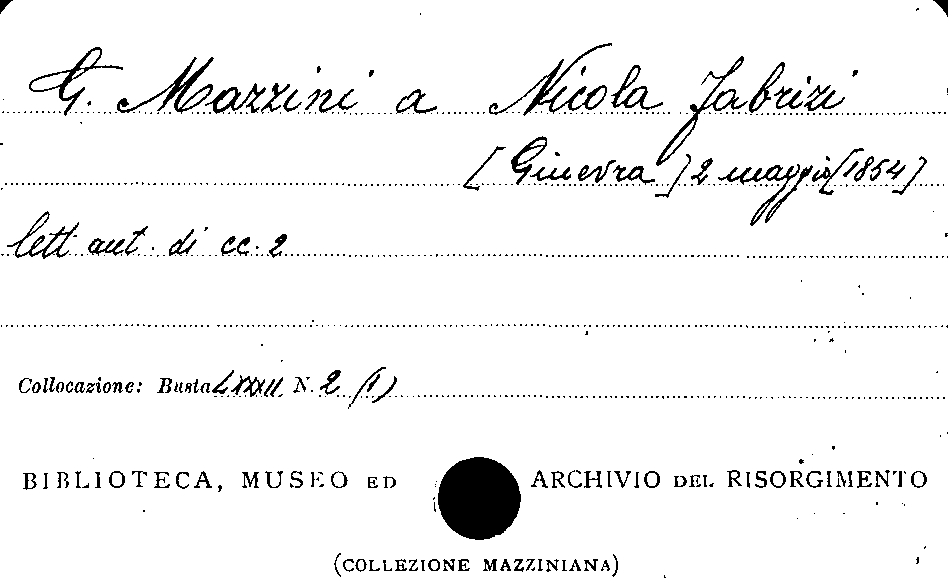 G. Mazzini a Nicola Fabrizi
[Ginevra] 2 maggio [1854]
lett. aut. di cc. 2
Collocazione: Busta LXXXII N. 2 (1)
BIBLIOTECA, MUSEO ED ARCHIVIO DEL RISORGIMENTO
(COLLEZIONE MAZZINIANA)